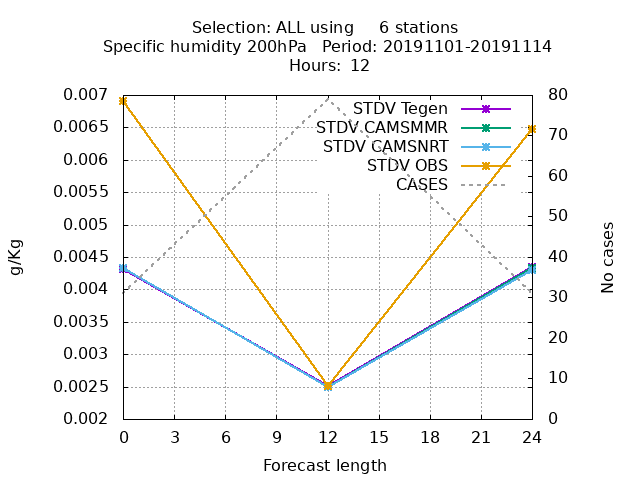 Selection: ALL using     6 stations
Specific humidity 200hPa   Period: 20191101-20191114
Hours: 12
STDV Tegen
STDV CAMSMMR
STDV CAMSNRT
STDV OBS
CASES
0.007
0.0065
0.006
0.0055
0.005
0.0045
0.004
0.0035
0.003
0.0025
0.002
g/Kg
80
70
60
50
40
30
20
10
0
No cases
0 3 6 9 12 15 18 21 24
Forecast length